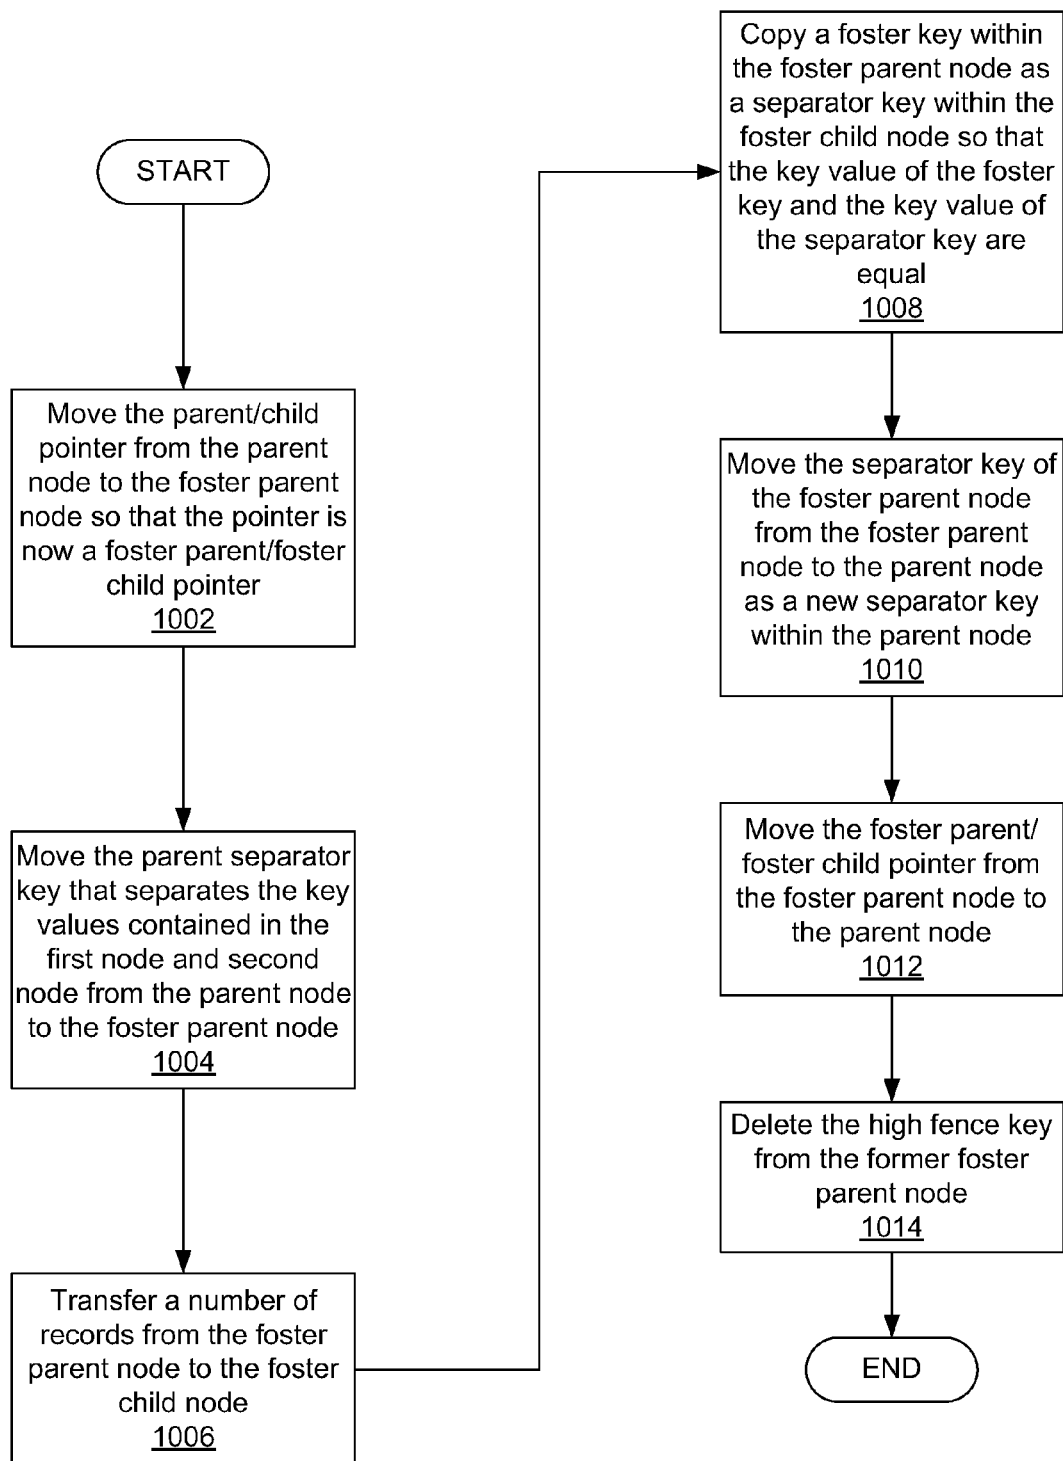 START
Move the parent/child
pointer from the parent
node to the foster parent
node so that the pointer is
now a foster parent/foster
child pointer
1002
Move the parent separator
key that separates the key
values contained in the
first node and second
node from the parent node
to the foster parent node
1004
Transfer a number of
records from the foster
parent node to the foster
child node
1006
Copy a foster key within
the foster parent node as
a separator key within the
foster child node so that
the key value of the foster
key and the key value of
the separator key are
equal
1008
Move the separator key of
the foster parent node
from the foster parent
node to the parent node
as a new separator key
within the parent node
1010
Move the foster parent/
foster child pointer from
the foster parent node to
the parent node
1012
Delete the high fence key
from the former foster
parent node
1014
END